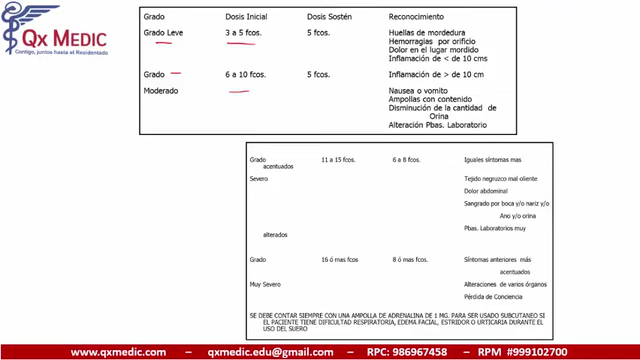 Qx MEDIC
Contigo, juntos hasta el Residentado
Grado Dosis Inicial Dosis Sostén Reconocimiento
Grado Leve 3 a 5 fcos. 5 fcos. Huellas de mordedura
Hemorragias por orificio
Dolor en el lugar mordido
Inflamación de < de 10 cms
Grado 6 a 10 fcos. 5 fcos. Inflamación de > de 10 cm
Moderado Nausea o vomito
Ampollas con contenido
Disminución de la cantidad de
Orina
Alteración Pbas. Laboratorio
Grado 11 a 15 fcos. 6 a 8 fcos. Iguales síntomas mas
acentuados
Severo Tejido negruzco mal oliente
Dolor abdominal
Sangrado por boca y/o nariz y/o
Ano y/o orina
Pbas. Laboratorios muy
alterados
Grado 16 ó mas fcos 8 ó mas fcos. Síntomas anteriores más
acentuados
Muy Severo Alteraciones de varios órganos
Pérdida de Conciencia
SE DEBE CONTAR SIEMPRE CON UNA AMPOLLA DE ADRENALINA DE 1 MG. PARA SER USADO SUBCUTANEO SI
EL PACIENTE TIENE DIFICULTAD RESPIRATORIA, EDEMA FACIAL, ESTRIDOR O URTICARIA DURANTE EL
USO DEL SUERO
www.qxmedic.com – qxmedic.edu@gmail.com – RPC: 986967458 – RPM #999102700